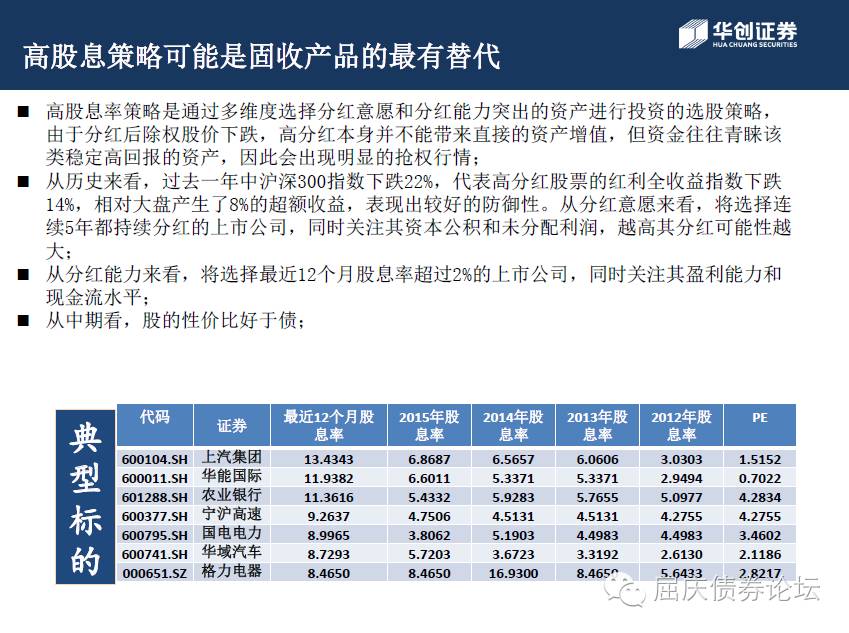 华创证券
HUA CHUANG SECURITIES
高股息策略可能是固收产品的最有替代
■ 高股息率策略是通过多维度选择分红意愿和分红能力突出的资产进行投资的选股策略，
由于分红后除权股价下跌，高分红本身并不能带来直接的资产增值，但资金往往青睐该
类稳定高回报的资产，因此会出现明显的抢权行情；
■ 从历史来看，过去一年中沪深300指数下跌22%，代表高分红股票的红利全收益指数下跌
14%，相对大盘产生了8%的超额收益，表现出较好的防御性。从分红意愿来看，将选择连
续5年都持续分红的上市公司，同时关注其资本公积和未分配利润，越高其分红可能性越
大；
■ 从分红能力来看，将选择最近12个月股息率超过2%的上市公司，同时关注其盈利能力和
现金流水平；
■ 从中期看，股的性价比好于债；
典型标的
代码 证券 最近12个月股息率 2015年股息率 2014年股息率 2013年股息率 2012年股息率 PE
600104.SH 上汽集团 13.4343 6.8687 6.5657 6.0606 3.0303 1.5152
600011.SH 华能国际 11.9382 6.6011 5.3371 5.3371 2.9494 0.7022
601288.SH 农业银行 11.3616 5.4332 5.9283 5.7655 5.0977 4.2834
600377.SH 宁沪高速 9.2637 4.7506 4.5131 4.5131 4.2755 4.2755
600795.SH 国电电力 8.9965 3.8062 5.1903 4.4983 4.4983 3.4602
600741.SH 华域汽车 8.7293 5.7203 3.6723 3.3192 2.6130 2.1186
000651.SZ 格力电器 8.4650 8.4650 16.9300 8.4650 5.6433 2.8217
屈庆债券论坛